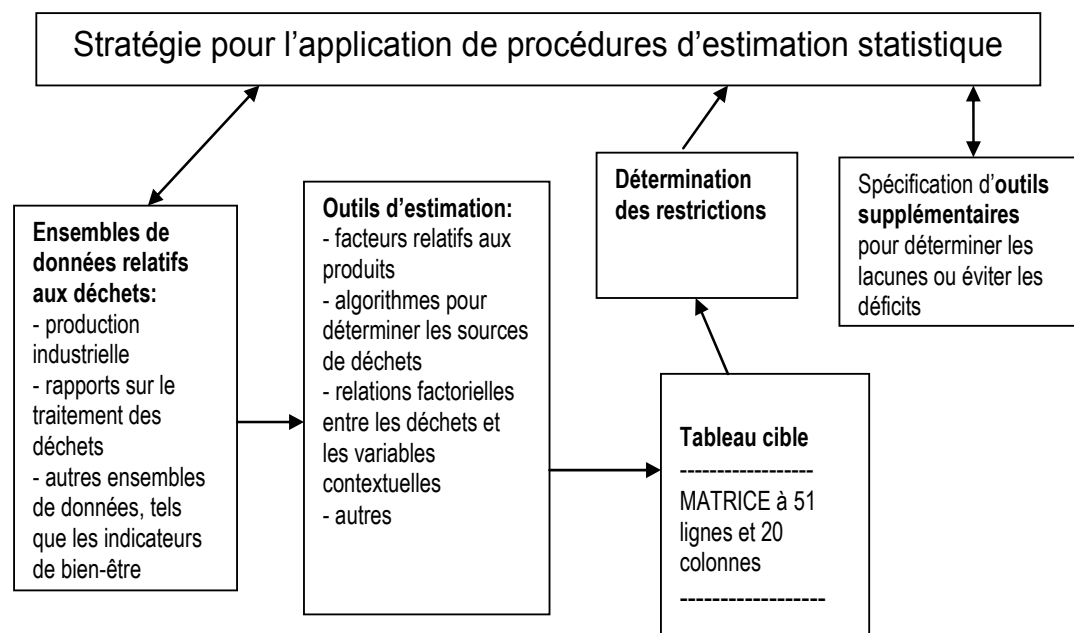 Stratégie pour l’application de procédures d’estimation statistique
Ensembles de
données relatifs
aux déchets:
- production
industrielle
- rapports sur le
traitement des
déchets
- autres ensembles
de données, tels
que les indicateurs
de bien-être
Outils d’estimation:
- facteurs relatifs aux
produits
- algorithmes pour
déterminer les sources
de déchets
- relations factorielles
entre les déchets et
les variables
contextuelles
- autres
Détermination
des restrictions
Spécification d’outils
supplémentaires
pour déterminer les
lacunes ou éviter les
déficits
Tableau cible
------------------
MATRICE à 51
lignes et 20
colonnes
-------------------